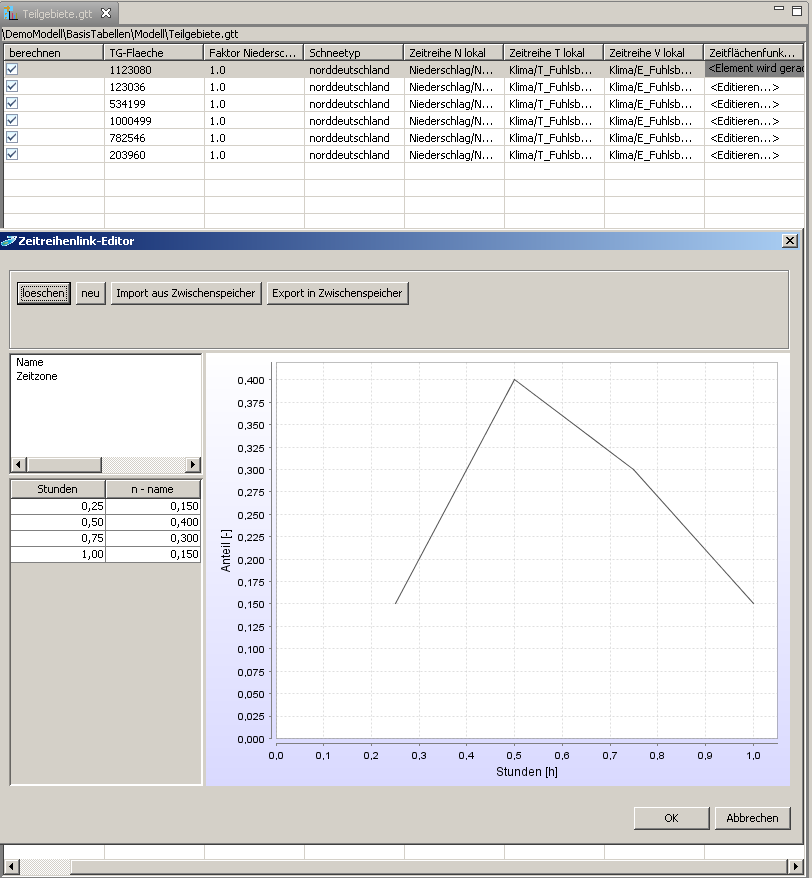 Teilgebiete.gtt
\DemoModell\BasisTabellen\Modell\Teilgebiete.gtt
berechnen TG-Flaeche Faktor Niedersc... Schneetyp Zeitreihe N lokal Zeitreihe T lokal Zeitreihe V lokal Zeitflächenfunk...
1123080 1.0 norddeutschland Niederschlag/N... Klima/T_Fuhlsb... Klima/E_Fuhlsb... <Element wird gerad
123036 1.0 norddeutschland Niederschlag/N... Klima/T_Fuhlsb... Klima/E_Fuhlsb... <Editieren...>
534199 1.0 norddeutschland Niederschlag/N... Klima/T_Fuhlsb... Klima/E_Fuhlsb... <Editieren...>
1000499 1.0 norddeutschland Niederschlag/N... Klima/T_Fuhlsb... Klima/E_Fuhlsb... <Editieren...>
782546 1.0 norddeutschland Niederschlag/N... Klima/T_Fuhlsb... Klima/E_Fuhlsb... <Editieren...>
203960 1.0 norddeutschland Niederschlag/N... Klima/T_Fuhlsb... Klima/E_Fuhlsb... <Editieren...>
Zeitreihenlink-Editor
loeschen neu Import aus Zwischenspeicher Export in Zwischenspeicher
Name
Zeitzone
Stunden n - name
0,25 0,150
0,50 0,400
0,75 0,300
1,00 0,150
Anteil [-]
0,400
0,375
0,350
0,325
0,300
0,275
0,250
0,225
0,200
0,175
0,150
0,125
0,100
0,075
0,050
0,025
0,000
0,0 0,1 0,2 0,3 0,4 0,5 0,6 0,7 0,8 0,9 1,0
Stunden [h]
OK Abbrechen